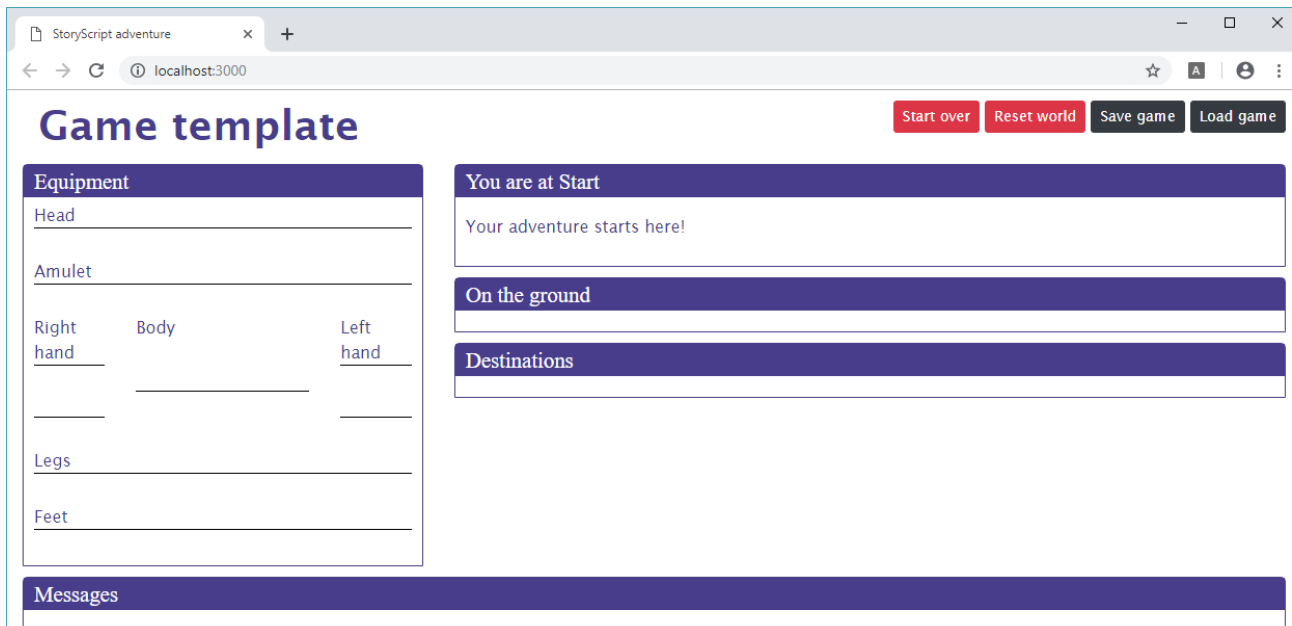 StoryScript adventure
localhost:3000
Game template
Start over Reset world Save game Load game
Equipment
Head
Amulet
Right hand
Body
Left hand
Legs
Feet
You are at Start
Your adventure starts here!
On the ground
Destinations
Messages